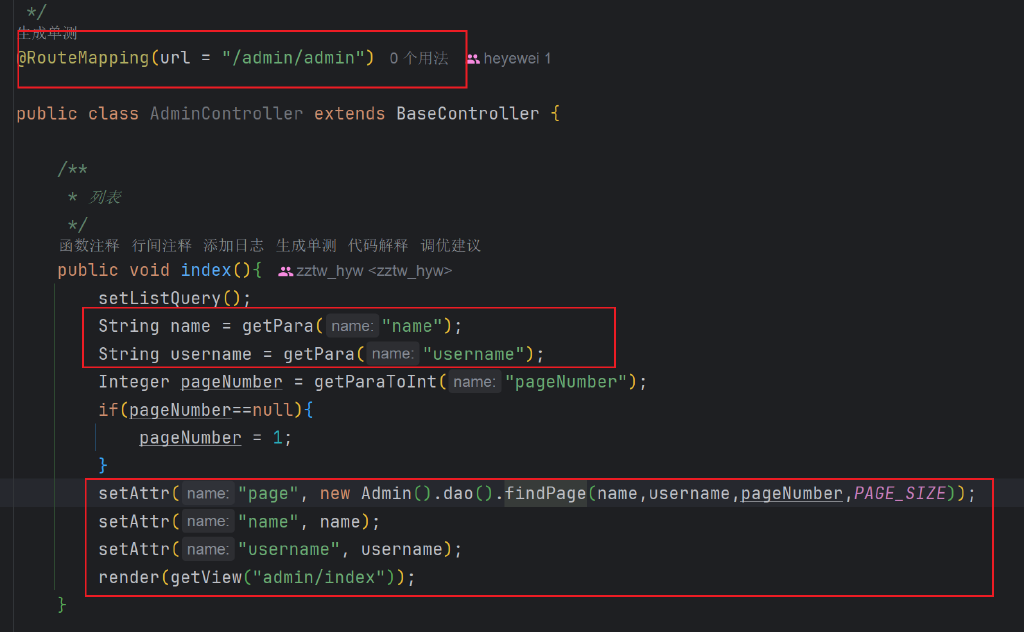 */
生成单测
@RouteMapping(url = "/admin/admin") 0 个用法 heyewei 1
public class AdminController extends BaseController {
/**
* 列表
*/
函数注释 行间注释 添加日志 生成单测 代码解释 调优建议
public void index(){ zztw_hyw <zztw_hyw>
setListQuery();
String name = getPara( name: "name");
String username = getPara( name: "username");
Integer pageNumber = getParaToInt( name: "pageNumber");
if(pageNumber==null){
pageNumber = 1;
}
setAttr( name: "page", new Admin().dao().findPage(name,username,pageNumber,PAGE_SIZE));
setAttr( name: "name", name);
setAttr( name: "username", username);
render(getView("admin/index"));
}